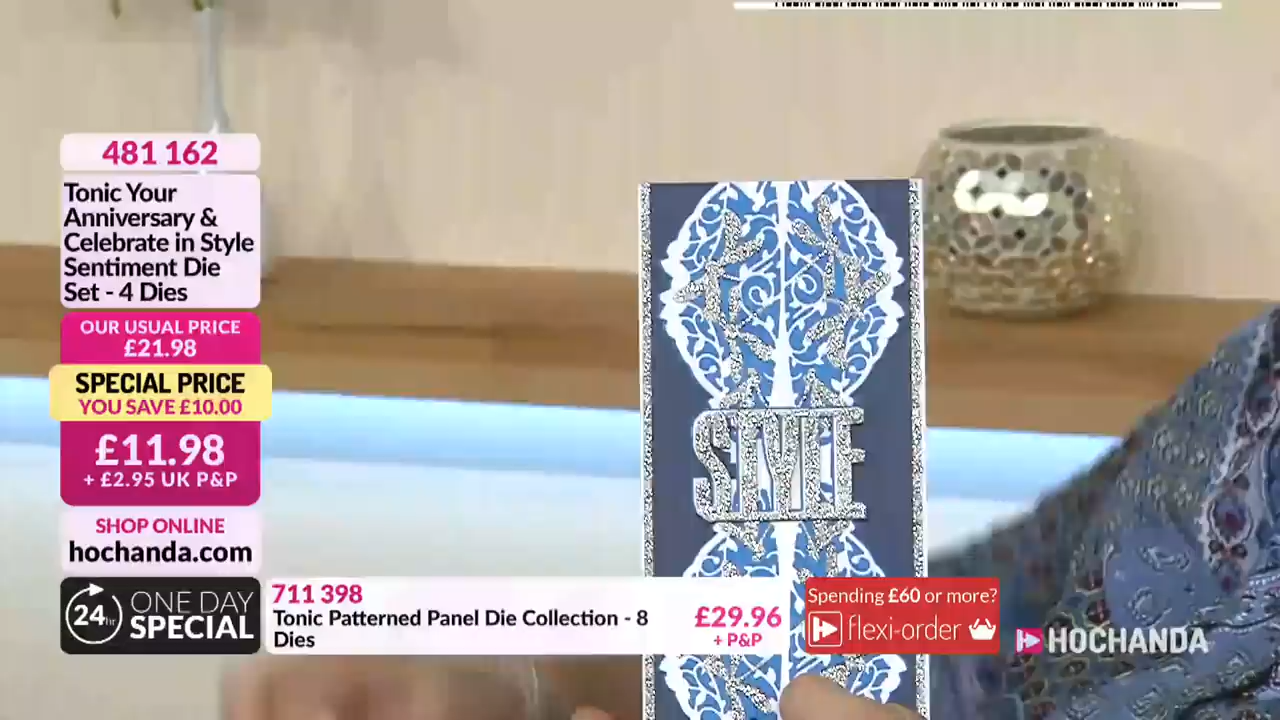 481 162
Tonic Your
Anniversary &
Celebrate in Style
Sentiment Die
Set - 4 Dies
OUR USUAL PRICE
£21.98
SPECIAL PRICE
YOU SAVE £10.00
£11.98
+ £2.95 UK P&P
SHOP ONLINE
hochanda.com
24hr
ONE DAY
SPECIAL
711 398
Tonic Patterned Panel Die Collection - 8
Dies
£29.96
+ P&P
Spending £60 or more?
flexi-order
HOCHANDA
STYLE